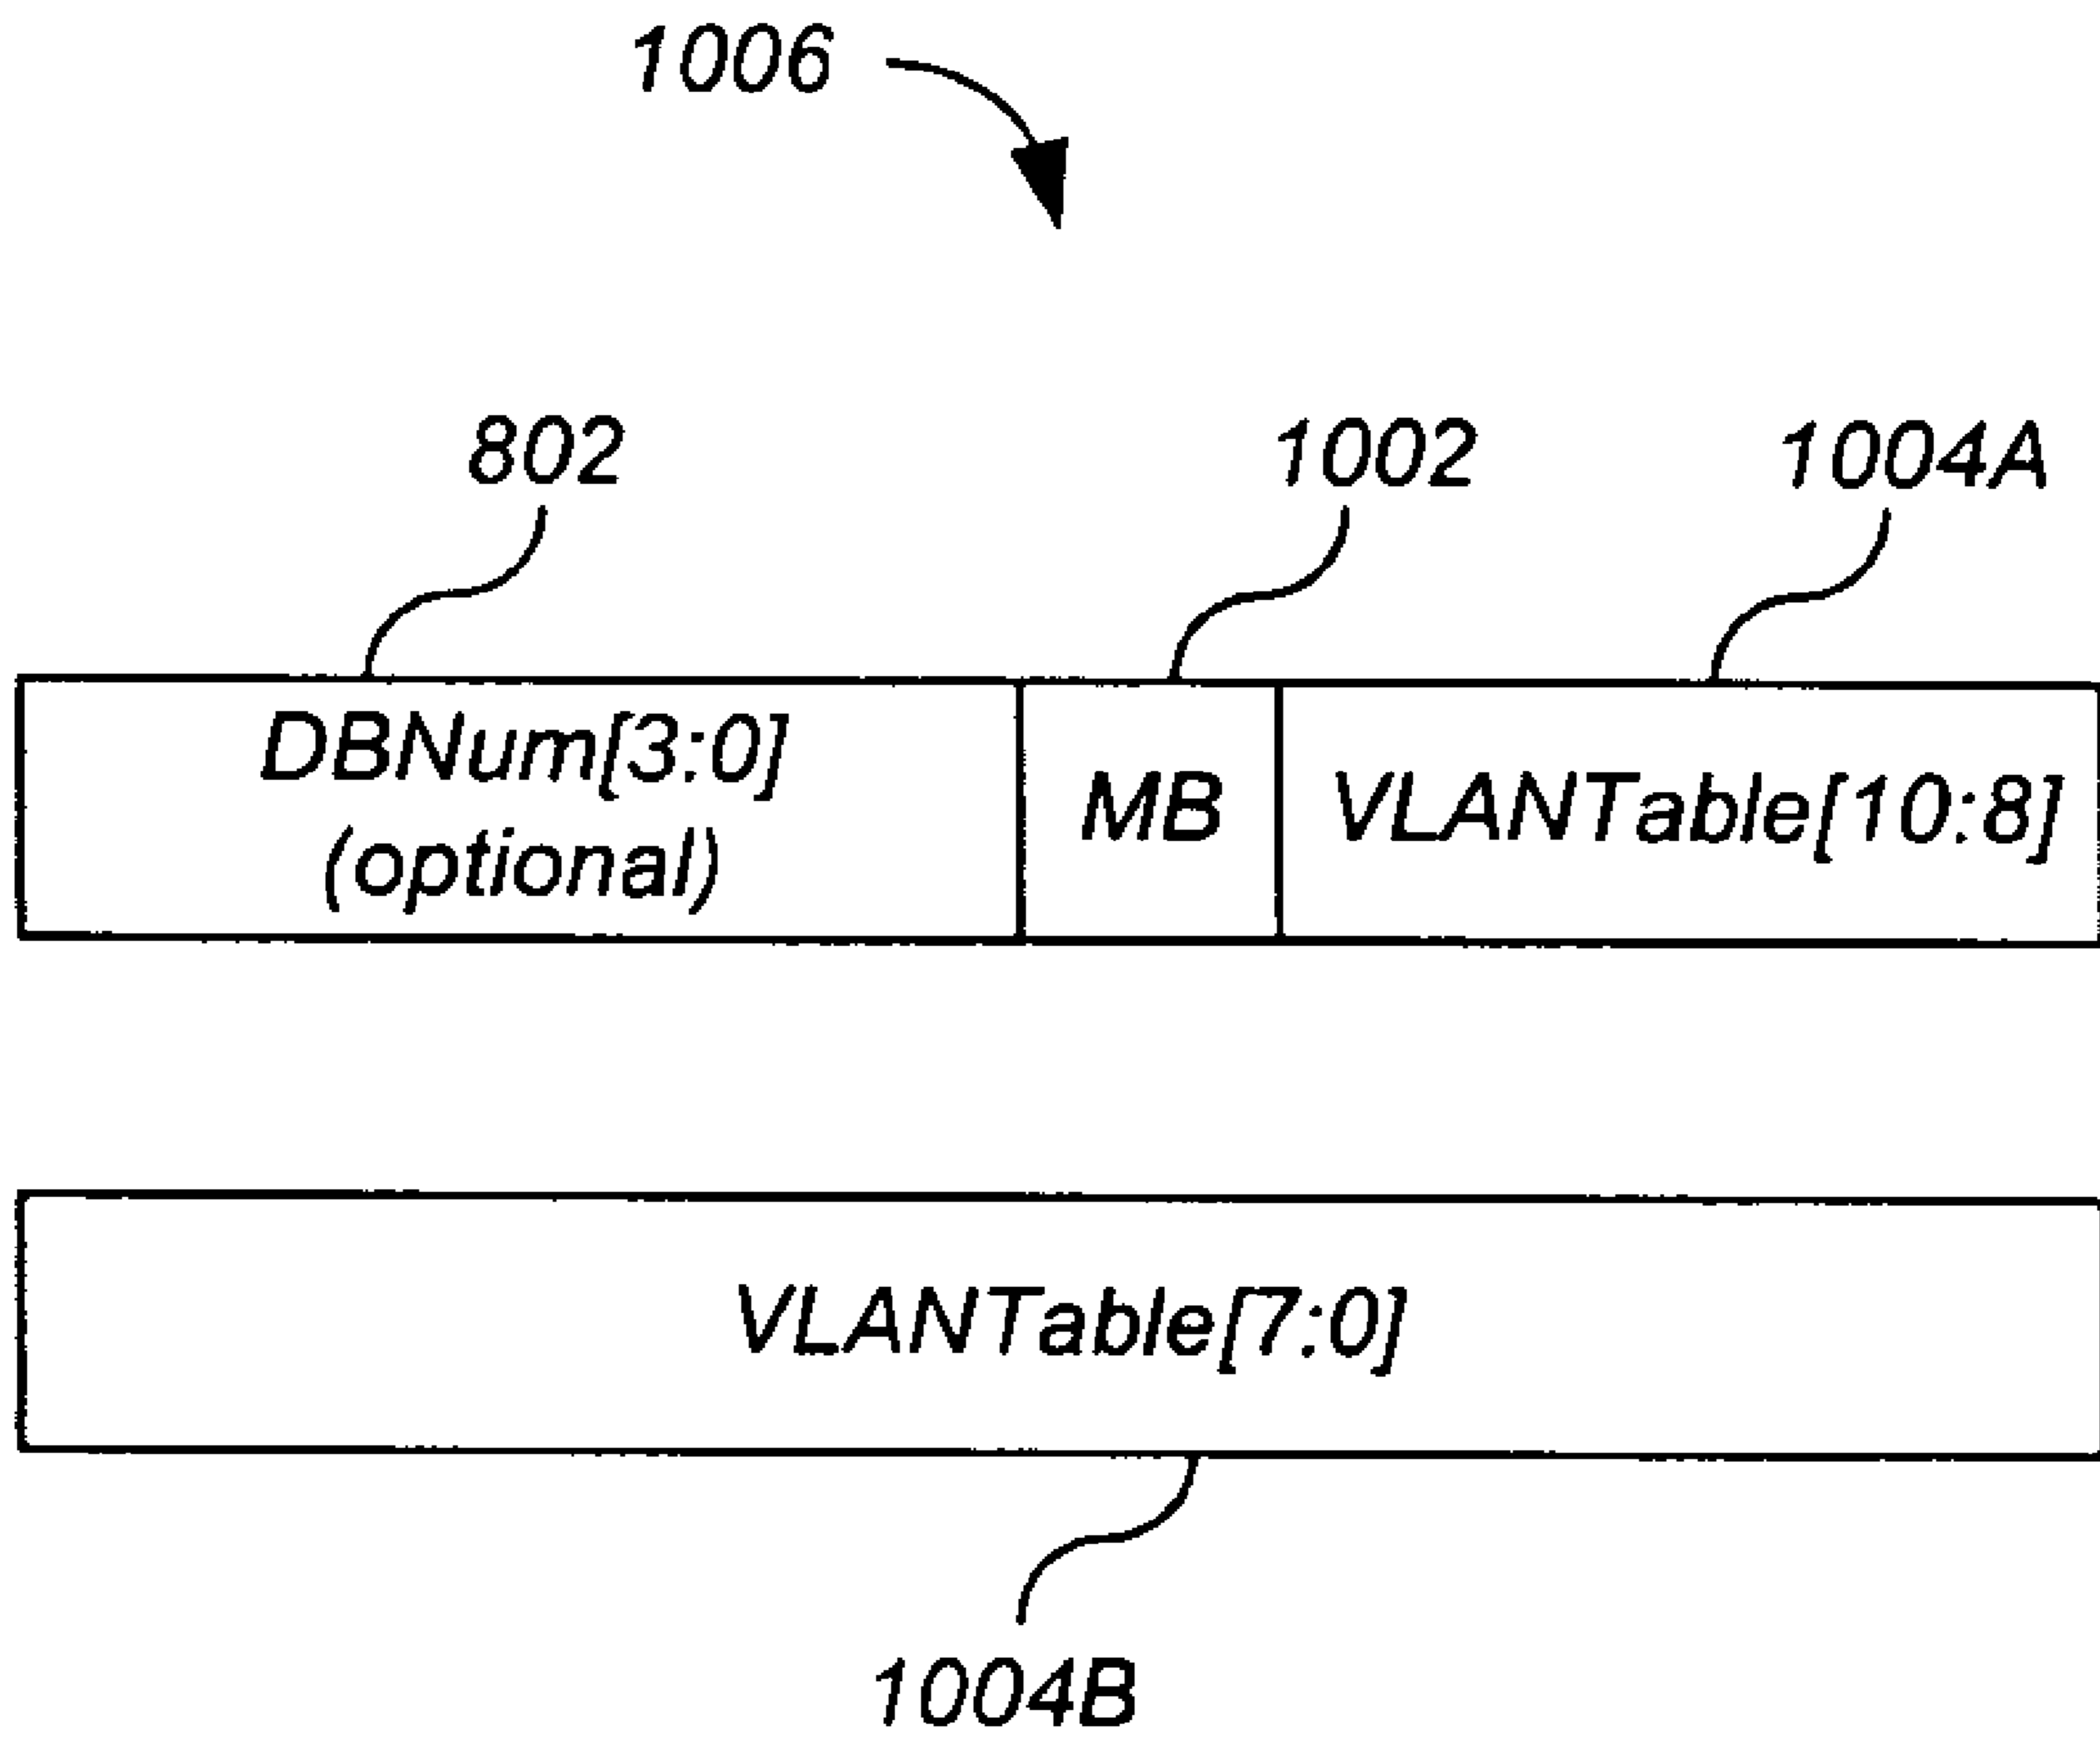 1006
802
1002
1004A
DBNum[3:0]
(optional)
MB
VLANTable[10:8]
VLANTable[7:0]
1004B